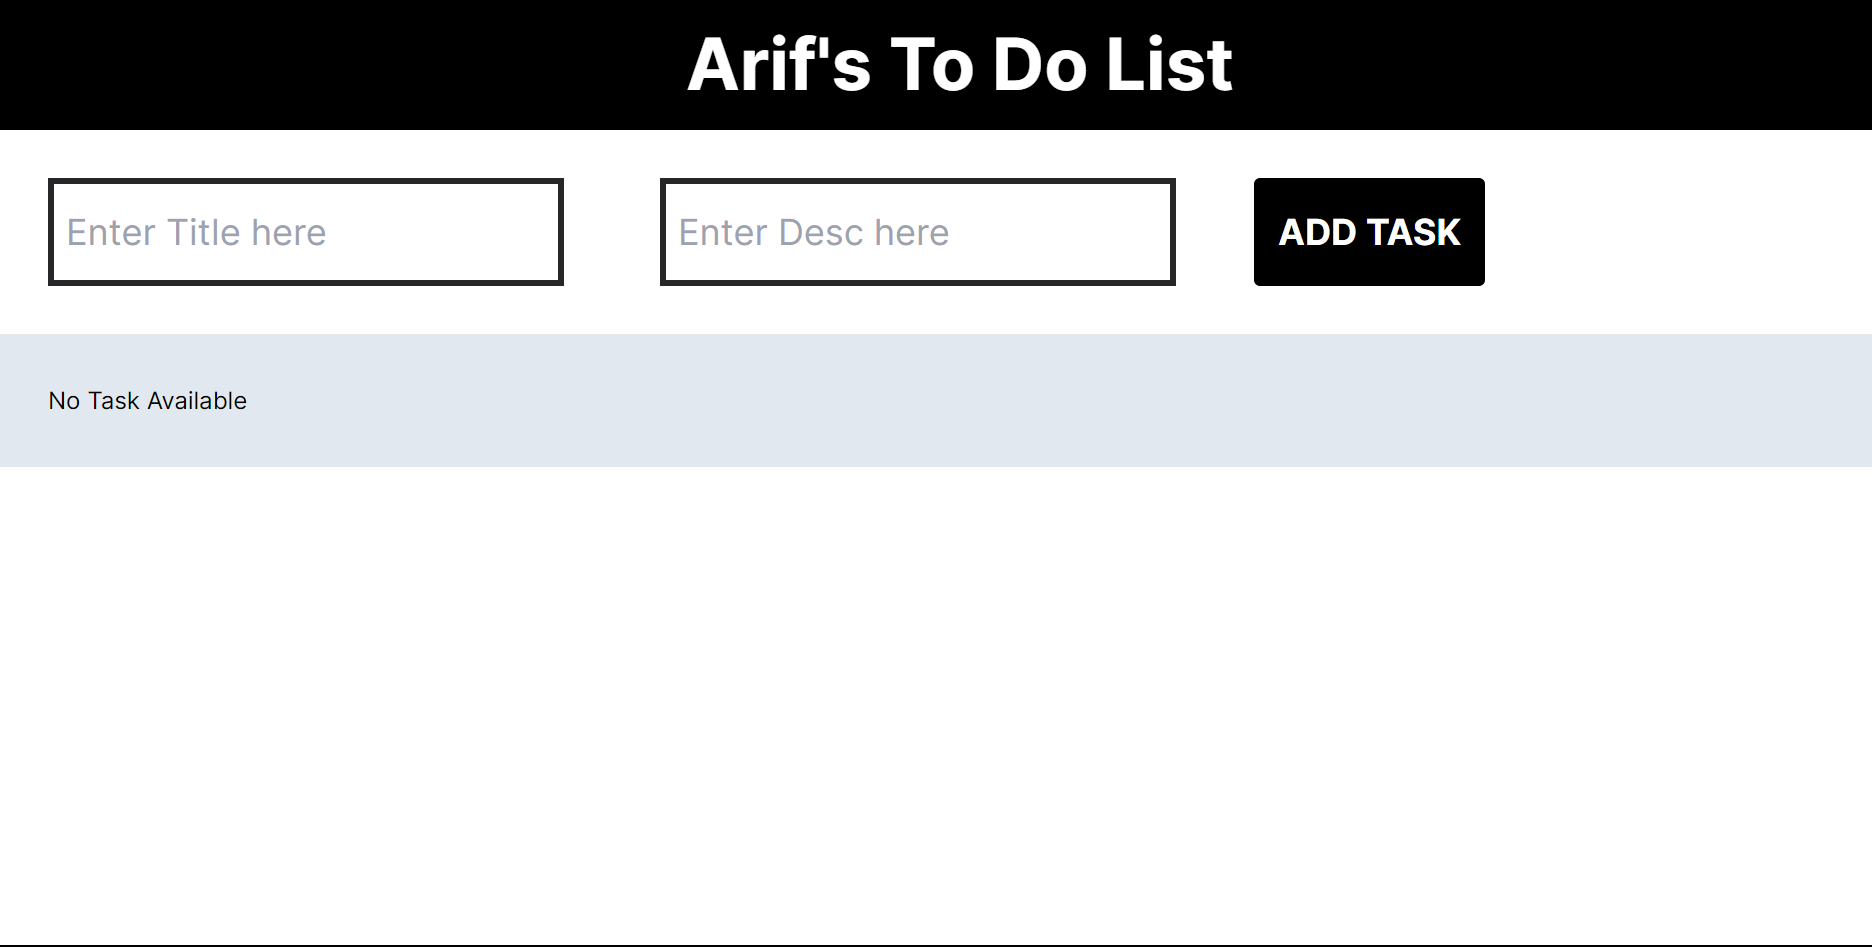 Arif's To Do List
Enter Title here
Enter Desc here
ADD TASK
No Task Available